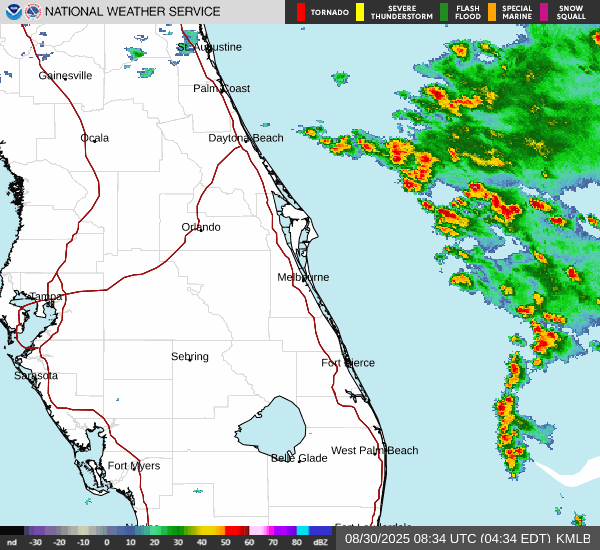 NATIONAL WEATHER SERVICE
TORNADO
SEVERE THUNDERSTORM
FLASH FLOOD
SPECIAL MARINE
SNOW SQUALL
St. Augustine
Gainesville
Palm Coast
Ocala
Daytona Beach
Orlando
Melbourne
Tampa
Sebring
Fort Pierce
Sarasota
West Palm Beach
Belle Glade
Fort Myers
nd -30 -20 -10 0 10 20 30 40 50 60 70 80 dBZ
08/30/2025 08:34 UTC (04:34 EDT) KMLB